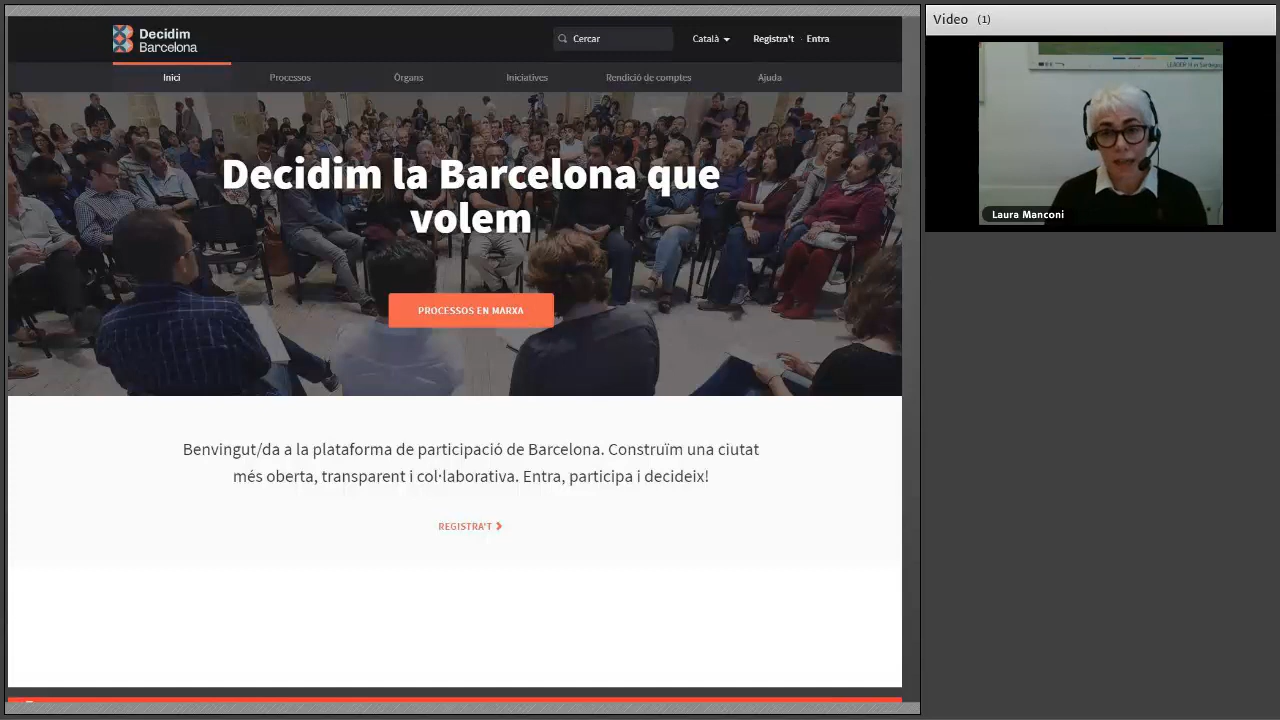 Decidim
Barcelona
Cercar
Català
Registra't · Entra
Inici
Processos
Òrgans
Iniciatives
Rendició de comptes
Ajuda
Decidim la Barcelona que
volem
PROCESSOS EN MARXA
Benvingut/da a la plataforma de participació de Barcelona. Construïm una ciutat
més oberta, transparent i col·laborativa. Entra, participa i decideix!
REGISTRA'T
Video (1)
Laura Manconi